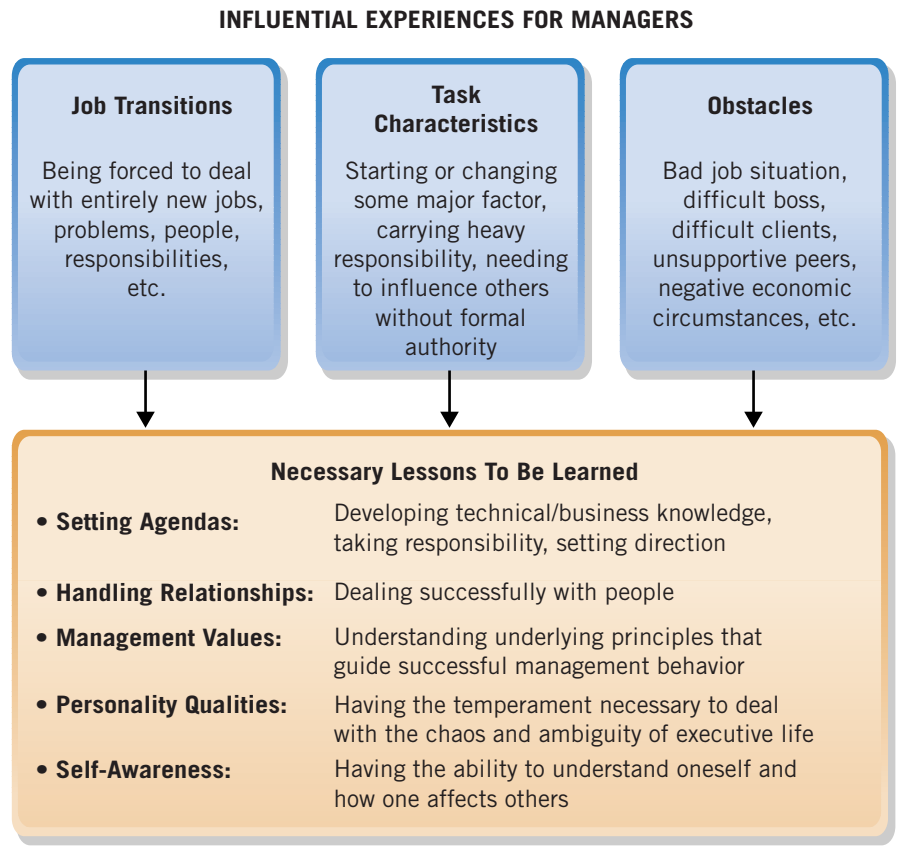 INFLUENTIAL EXPERIENCES FOR MANAGERS
Job Transitions
Being forced to deal
with entirely new jobs,
problems, people,
responsibilities,
etc.
Task
Characteristics
Starting or changing
some major factor,
carrying heavy
responsibility, needing
to influence others
without formal
authority
Obstacles
Bad job situation,
difficult boss,
difficult clients,
unsupportive peers,
negative economic
circumstances, etc.
Necessary Lessons To Be Learned
• Setting Agendas:
Developing technical/business knowledge,
taking responsibility, setting direction
• Handling Relationships: Dealing successfully with people
• Management Values: Understanding underlying principles that
guide successful management behavior
• Personality Qualities: Having the temperament necessary to deal
with the chaos and ambiguity of executive life
• Self-Awareness: Having the ability to understand oneself and
how one affects others